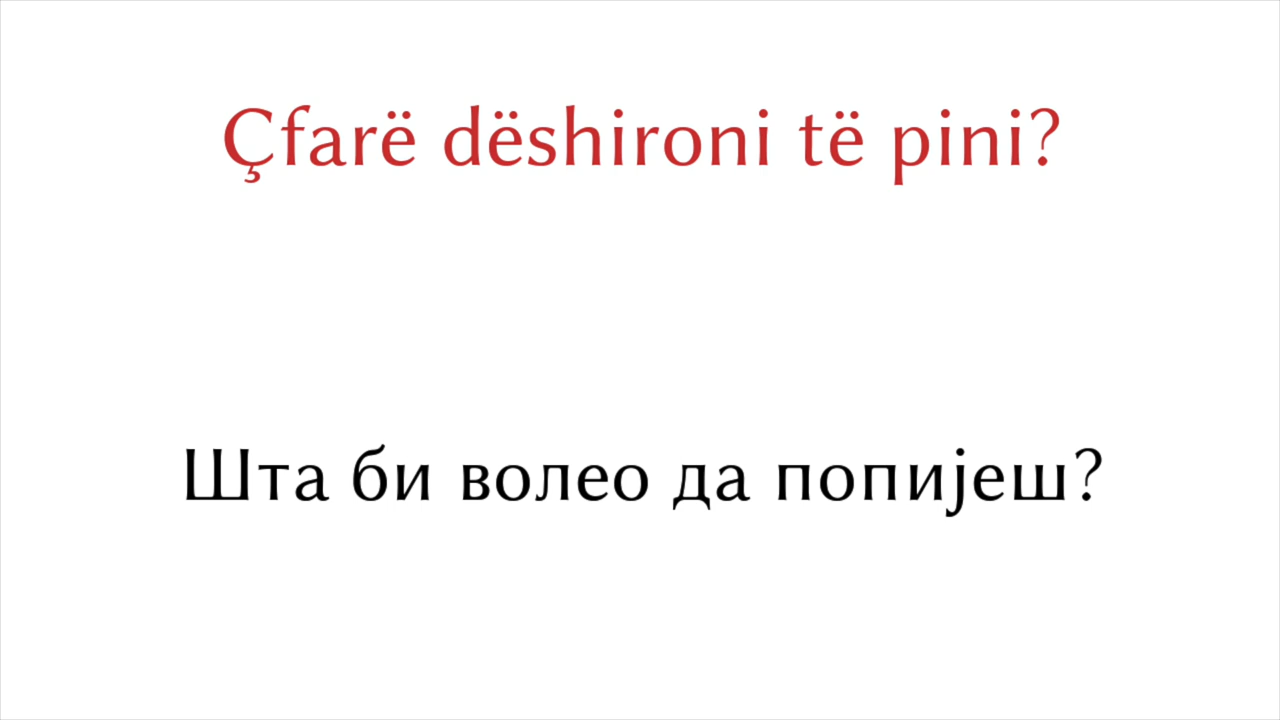 Çfarë dëshironi të pini?
Шта би волео да попијеш?